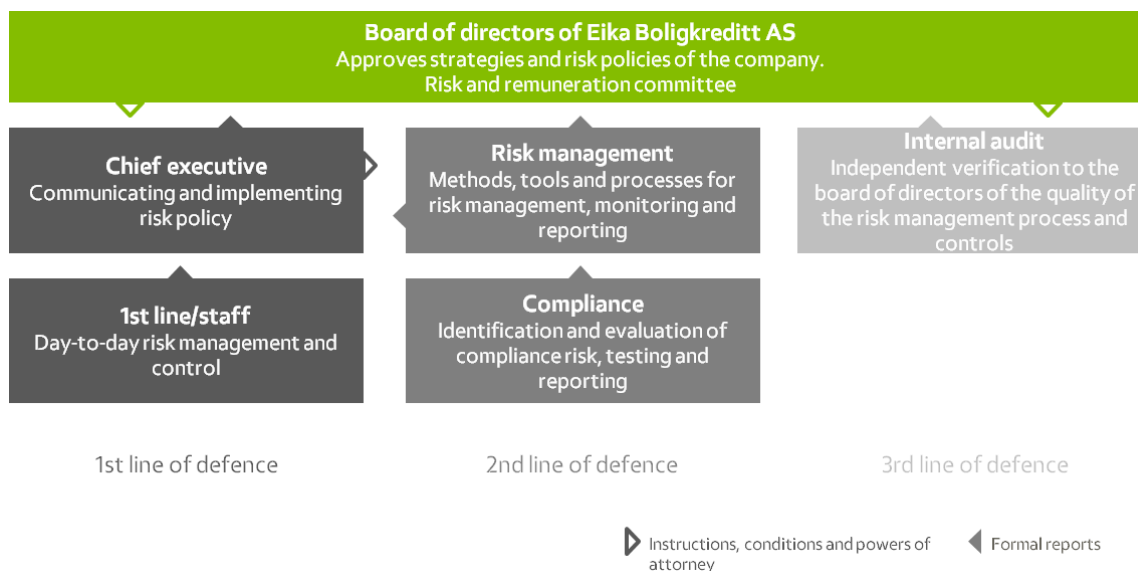 Board of directors of Eika Boligkreditt AS
Approves strategies and risk policies of the company.
Risk and remuneration committee
Chief executive
Communicating and implementing
risk policy
Risk management
Methods, tools and processes for
risk management, monitoring and
reporting
Internal audit
Independent verification to the
board of directors of the quality of
the risk management process and
controls
1st line/staff
Day-to-day risk management and
control
Compliance
Identification and evaluation of
compliance risk, testing and
reporting
1st line of defence
2nd line of defence
3rd line of defence
Instructions, conditions and powers of
attorney
Formal reports